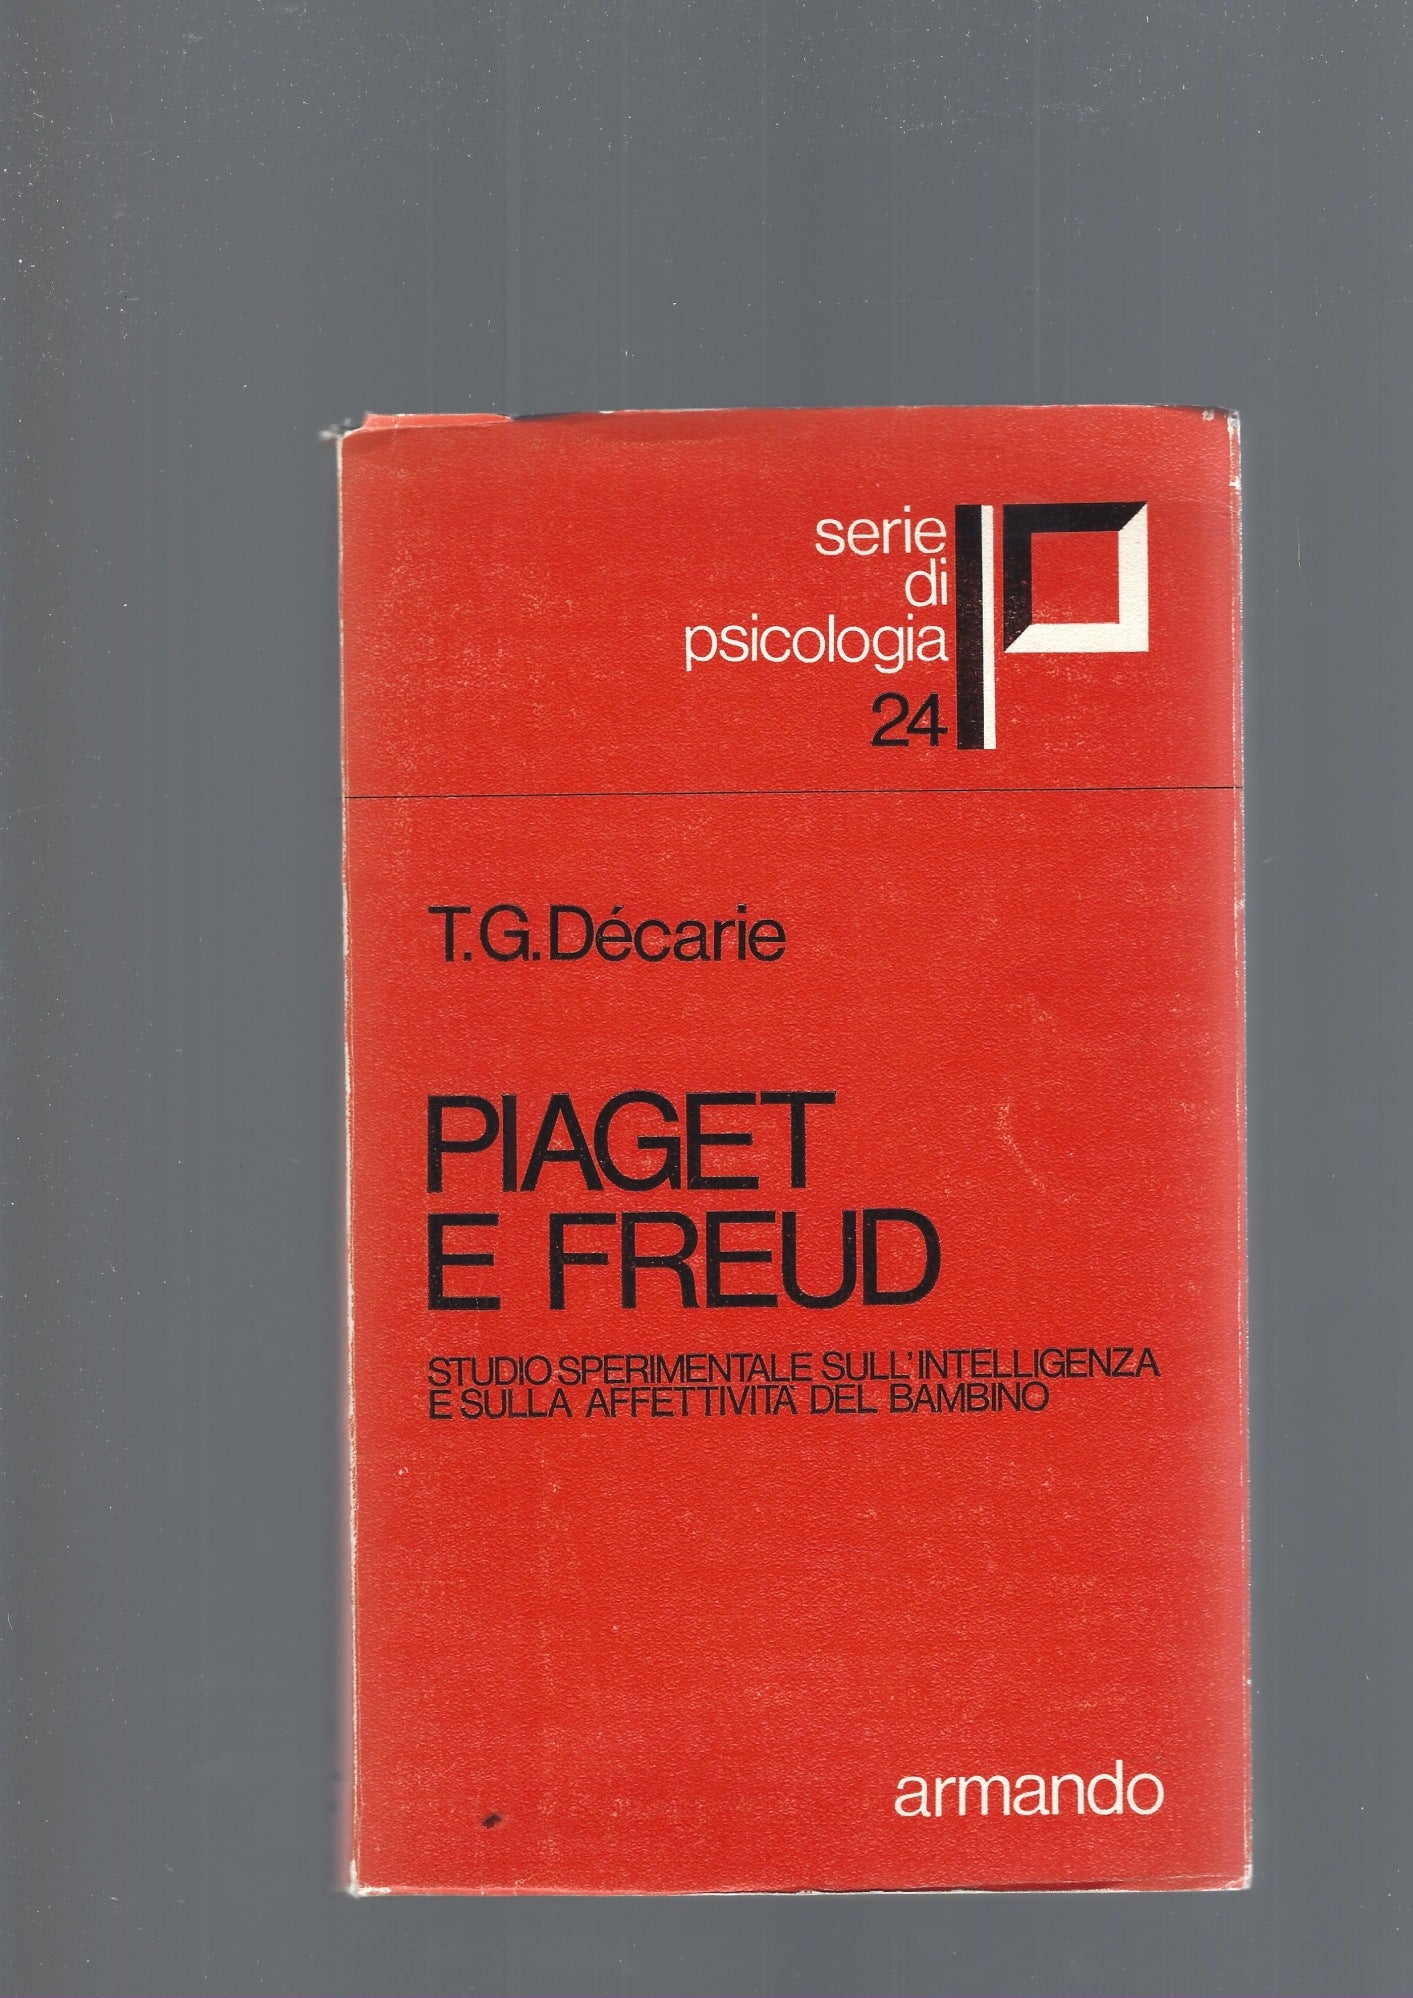 serie
di
psicologia
24
T.G.Décarie
PIAGET
E FREUD
STUDIO SPERIMENTALE SULL'INTELLIGENZA
E SULLA AFFETTIVITÀ DEL BAMBINO
armando